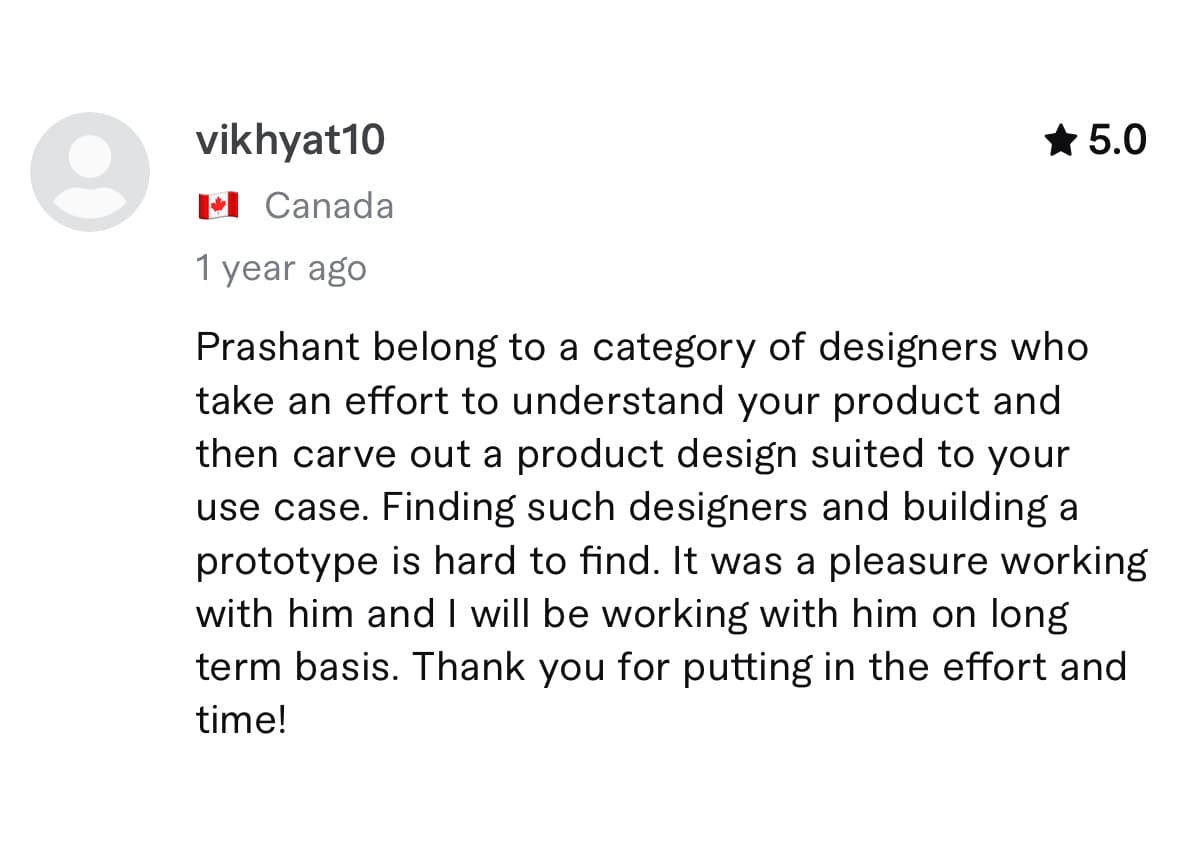 vikhyat10
★ 5.0
🇨🇦 Canada
1 year ago
Prashant belong to a category of designers who
take an effort to understand your product and
then carve out a product design suited to your
use case. Finding such designers and building a
prototype is hard to find. It was a pleasure working
with him and I will be working with him on long
term basis. Thank you for putting in the effort and
time!